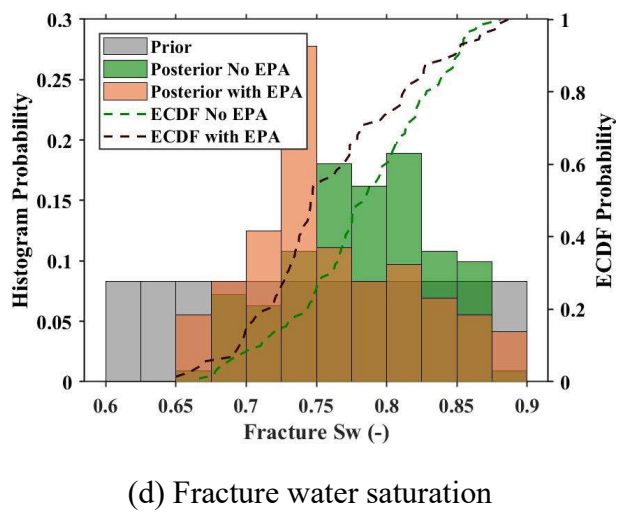 0.3
0.25
0.2
0.15
0.1
0.05
0
Histogram Probability
Prior
Posterior No EPA
Posterior with EPA
ECDF No EPA
ECDF with EPA
1
0.8
0.6
0.4
0.2
0
ECDF Probability
0.6 0.65 0.7 0.75 0.8 0.85 0.9
Fracture Sw (-)
(d) Fracture water saturation